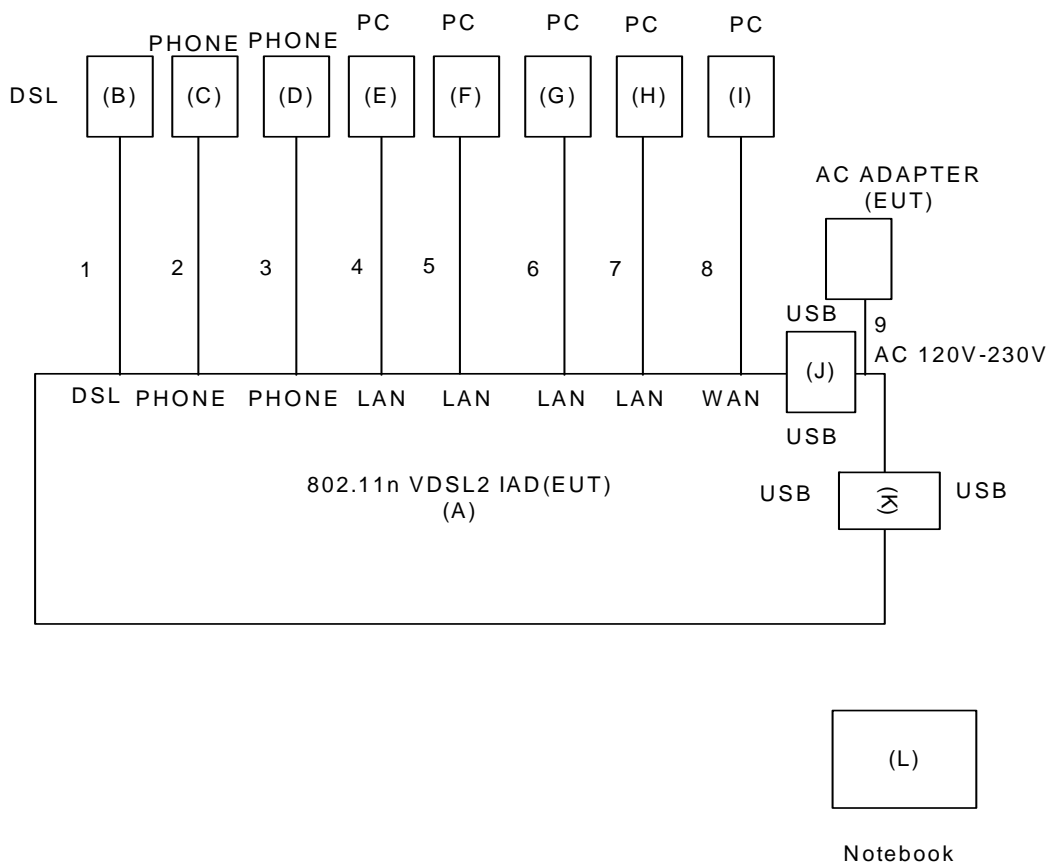 PC PC PC PC PC
PHONE PHONE
DSL (B) (C) (D) (E) (F) (G) (H) (I)
AC ADAPTER
(EUT)
1 2 3 4 5 6 7 8
USB
9
AC 120V-230V
(J)
DSL PHONE PHONE LAN LAN LAN LAN WAN
USB
802.11n VDSL2 IAD(EUT)
(A)
USB (K) USB
(L)
Notebook